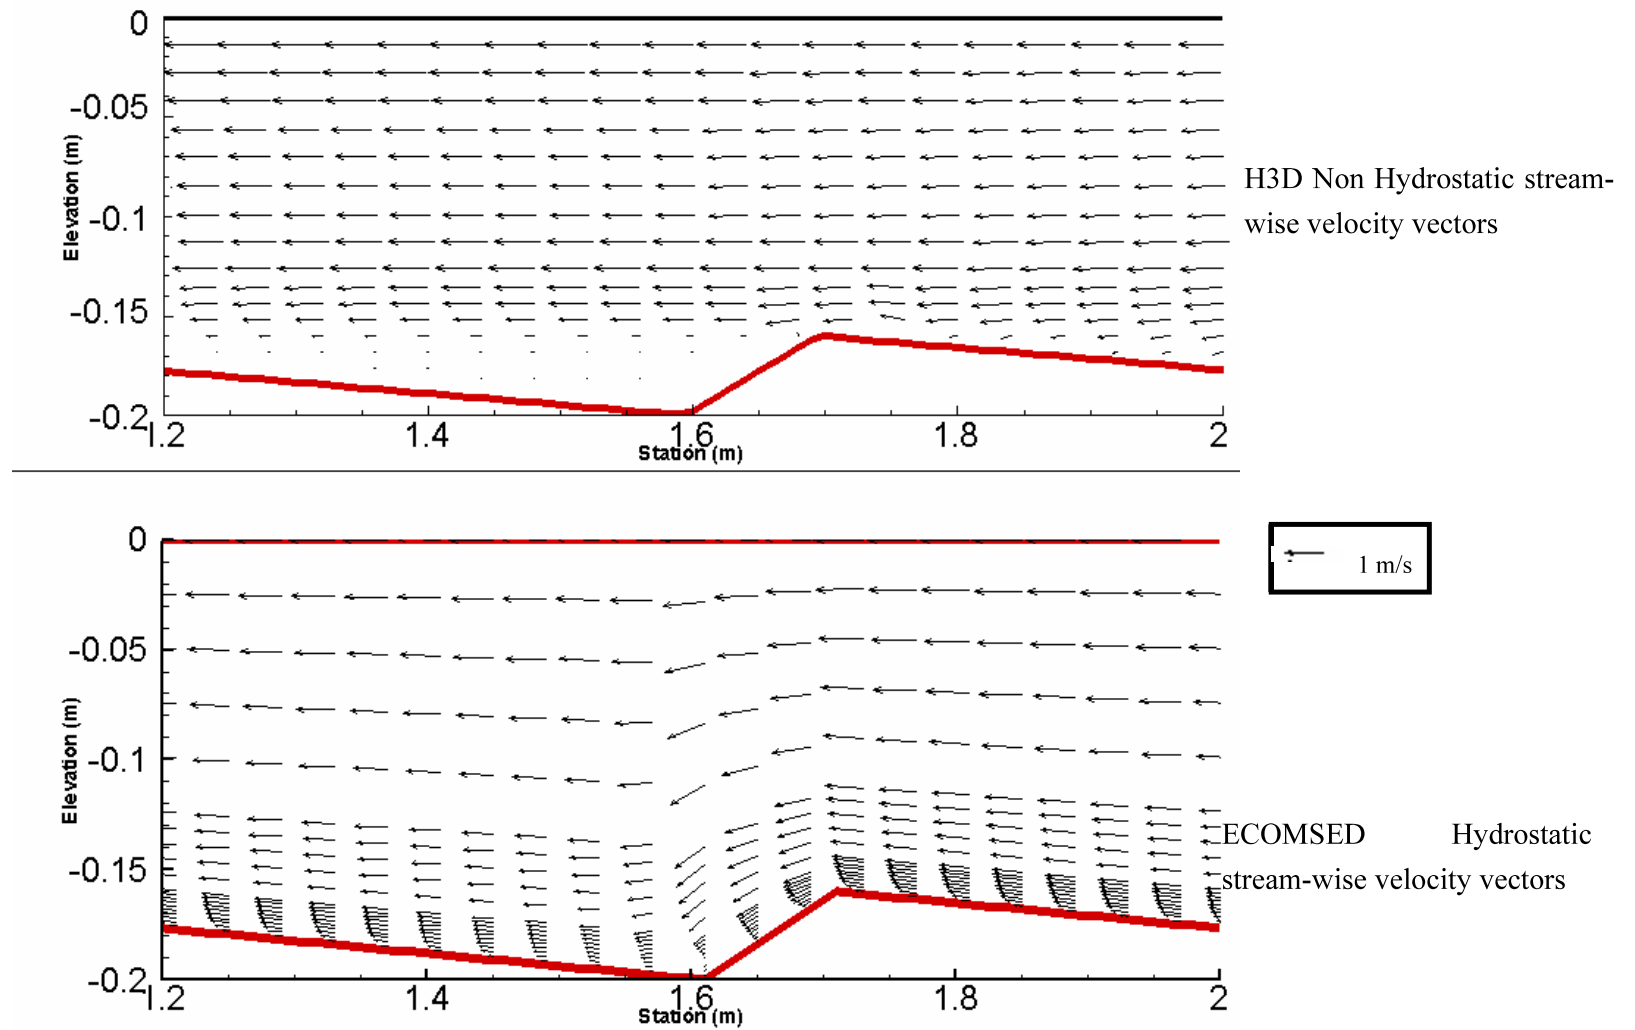 0
-0.05
-0.1
-0.15
-0.2
Elevation (m)
1.2 1.4 1.6 1.8 2
Station (m)
H3D Non Hydrostatic stream-
wise velocity vectors
0
-0.05
-0.1
-0.15
-0.2
Elevation (m)
1.2 1.4 1.6 1.8 2
Station (m)
1 m/s
ECOMSED Hydrostatic
stream-wise velocity vectors